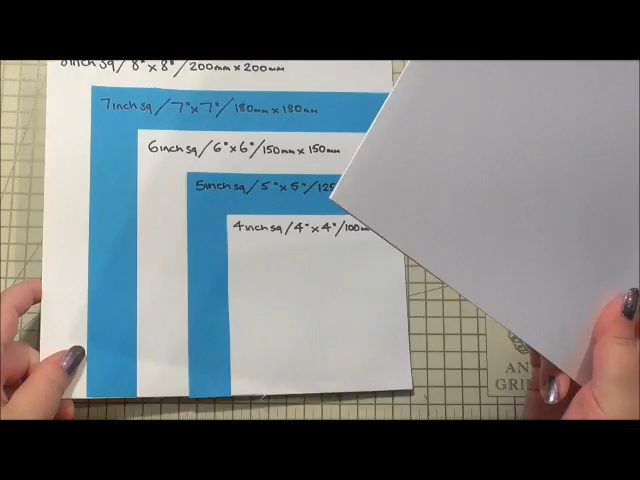 8inch sq / 8" x 8" / 200mm x 200mm
7inch sq / 7" x 7" / 180mm x 180mm
6inch sq / 6" x 6" / 150mm x 150mm
5inch sq / 5" x 5" / 125
4inch sq / 4" x 4" / 100m
AN
GRI